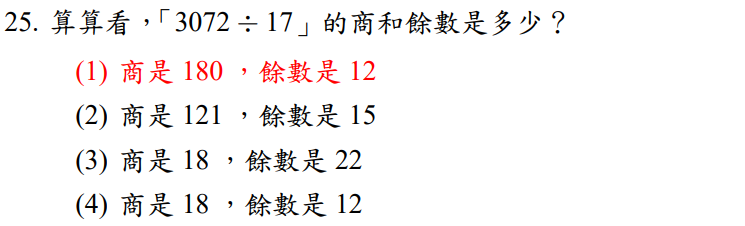 25. 算算看，「3072 ÷ 17」的商和餘數是多少？
(1) 商是 180 ，餘數是 12
(2) 商是 121 ，餘數是 15
(3) 商是 18 ，餘數是 22
(4) 商是 18 ，餘數是 12